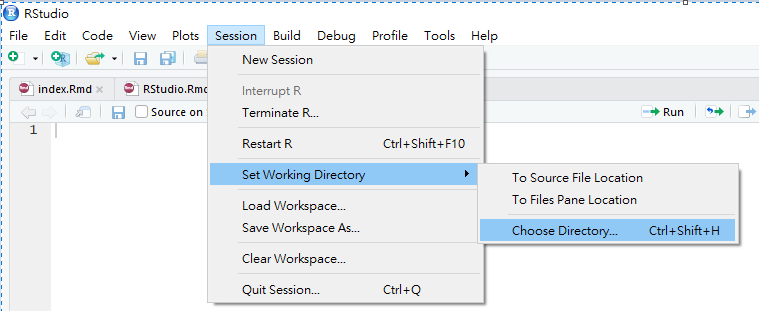 RStudio
File Edit Code View Plots Session Build Debug Profile Tools Help
New Session
index.Rmd × RStudio.Rmd
Interrupt R
Terminate R...
Source on Run
1
Restart R Ctrl+Shift+F10
Set Working Directory
To Source File Location
To Files Pane Location
Choose Directory... Ctrl+Shift+H
Load Workspace...
Save Workspace As...
Clear Workspace...
Quit Session... Ctrl+Q